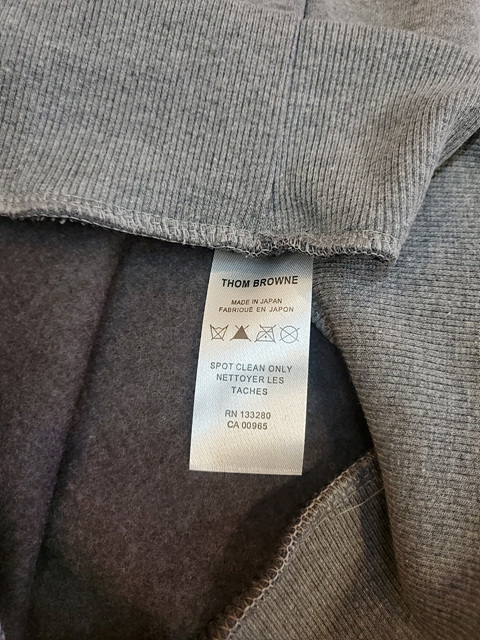 THOM BROWNE
MADE IN JAPAN
FABRIQUÉ EN JAPON
SPOT CLEAN ONLY
NETTOYER LES
TACHES
RN 133280
CA 00965